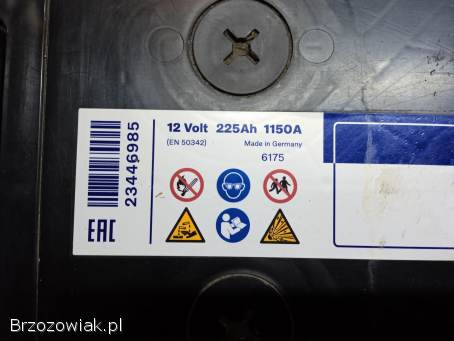 12 Volt 225Ah 1150A
(EN 50342) Made in Germany
6175
23446985
EAC
Brzozowiak.pl